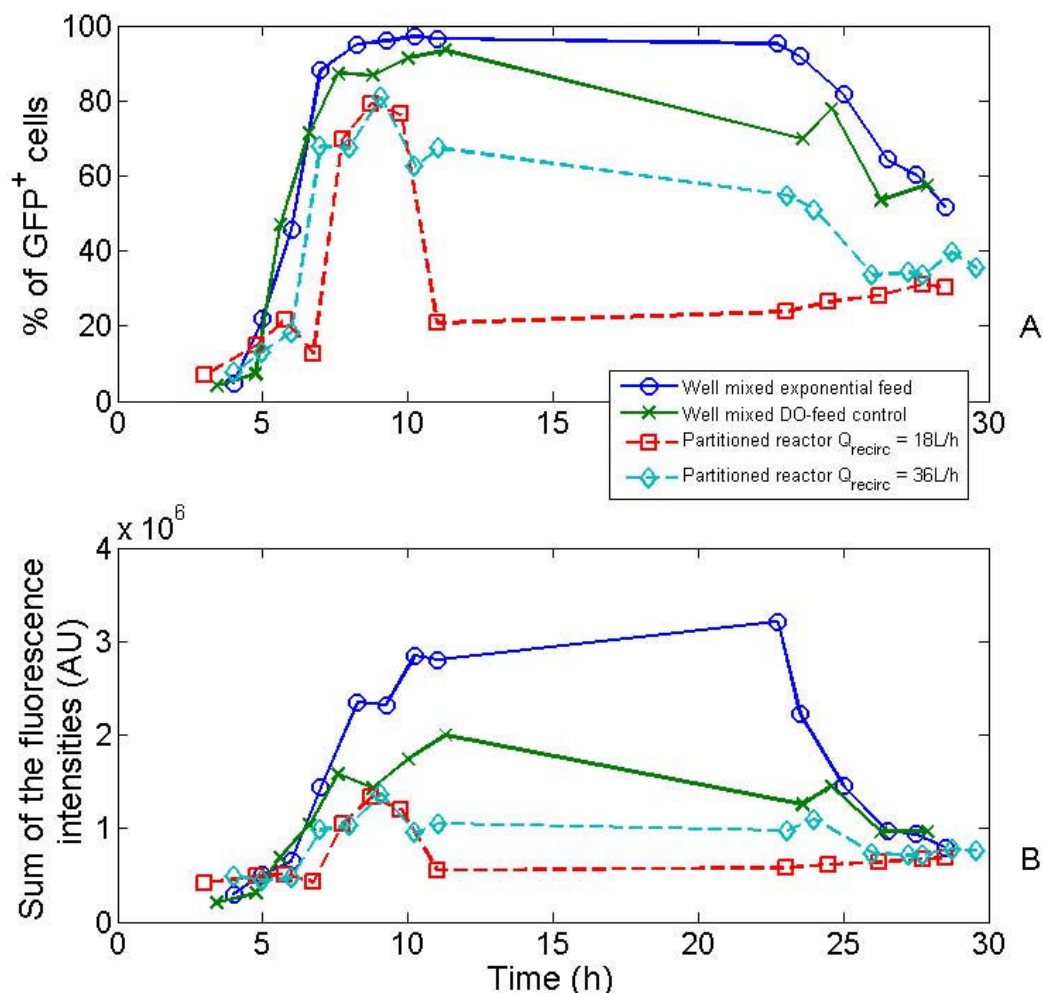 100
80
60
40
20
0
% of GFP+ cells
A
0 5 10 15 20 25 30
Well mixed exponential feed
Well mixed DO-feed control
Partitioned reactor Qrecirc = 18L/h
Partitioned reactor Qrecirc = 36L/h
x 10^6
4
3
2
1
0
Sum of the fluorescence
intensities (AU)
B
0 5 10 15 20 25 30
Time (h)